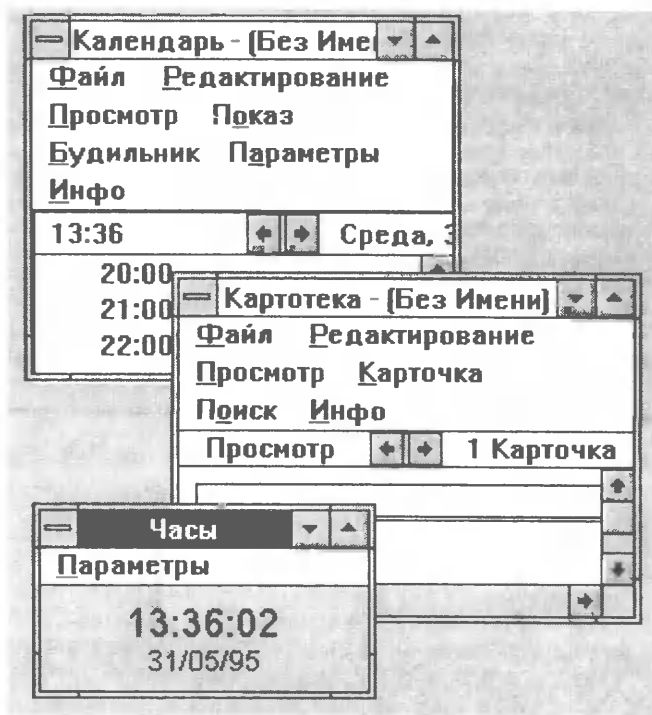 Календарь - (Без Име
Файл Редактирование
Просмотр Показ
Будильник Параметры
Инфо
13:36 Среда, 3
20:00
21:00
22:00
Картотека - (Без Имени)
Файл Редактирование
Просмотр Карточка
Поиск Инфо
Просмотр 1 Карточка
Часы
Параметры
13:36:02
31/05/95